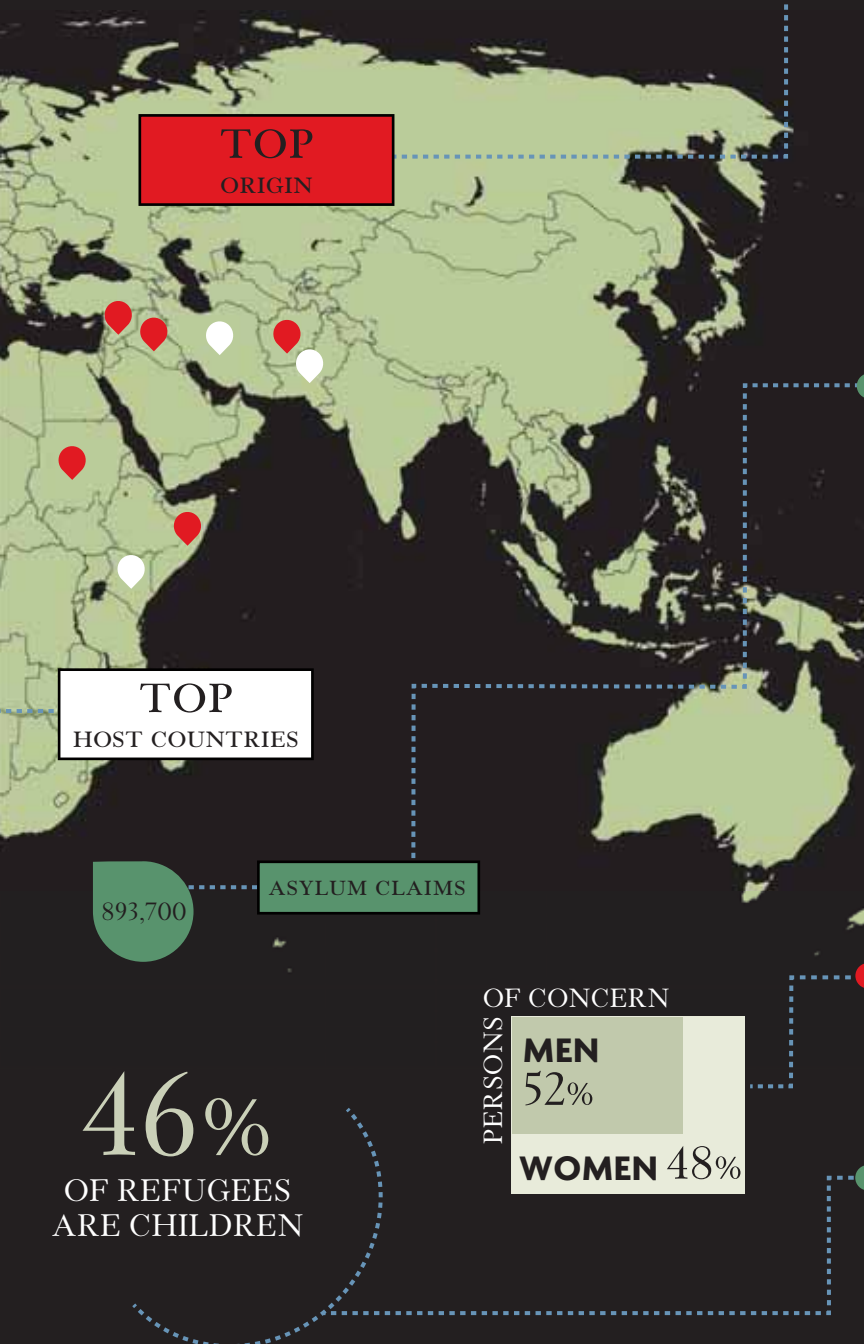 TOP
ORIGIN
TOP
HOST COUNTRIES
893,700
ASYLUM CLAIMS
PERSONS
OF CONCERN
MEN
52%
WOMEN 48%
46%
OF REFUGEES
ARE CHILDREN